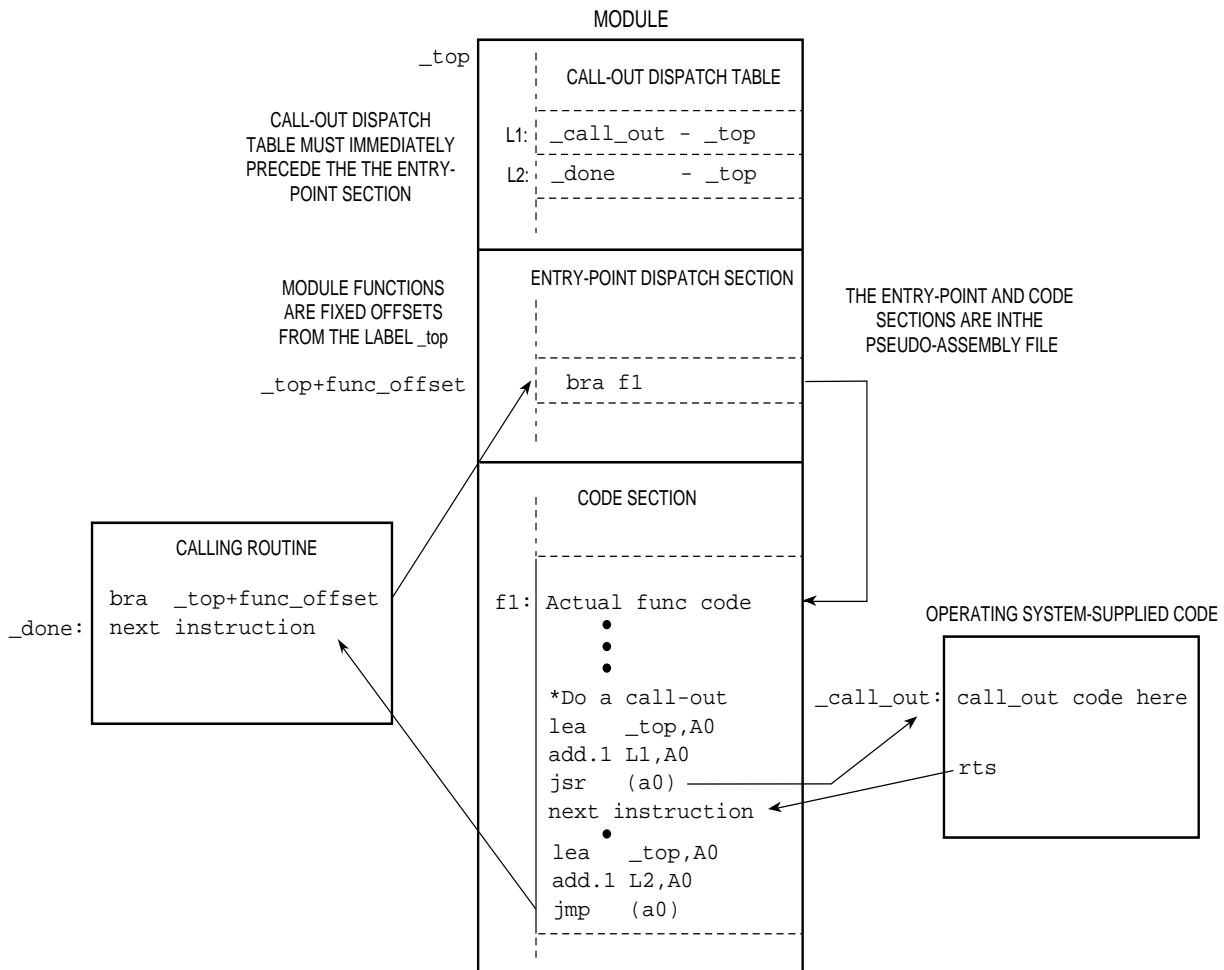 MODULE
_top
CALL-OUT DISPATCH TABLE
CALL-OUT DISPATCH
TABLE MUST IMMEDIATELY
PRECEDE THE THE ENTRY-
POINT SECTION
L1: _call_out - _top
L2: _done - _top
ENTRY-POINT DISPATCH SECTION
MODULE FUNCTIONS
ARE FIXED OFFSETS
FROM THE LABEL _top
THE ENTRY-POINT AND CODE
SECTIONS ARE INTHE
PSEUDO-ASSEMBLY FILE
_top+func_offset
bra f1
CODE SECTION
CALLING ROUTINE
bra _top+func_offset
_done: next instruction
f1: Actual func code
*Do a call-out
lea _top,A0
add.1 L1,A0
jsr (a0)
next instruction
lea _top,A0
add.1 L2,A0
jmp (a0)
OPERATING SYSTEM-SUPPLIED CODE
_call_out: call_out code here
rts